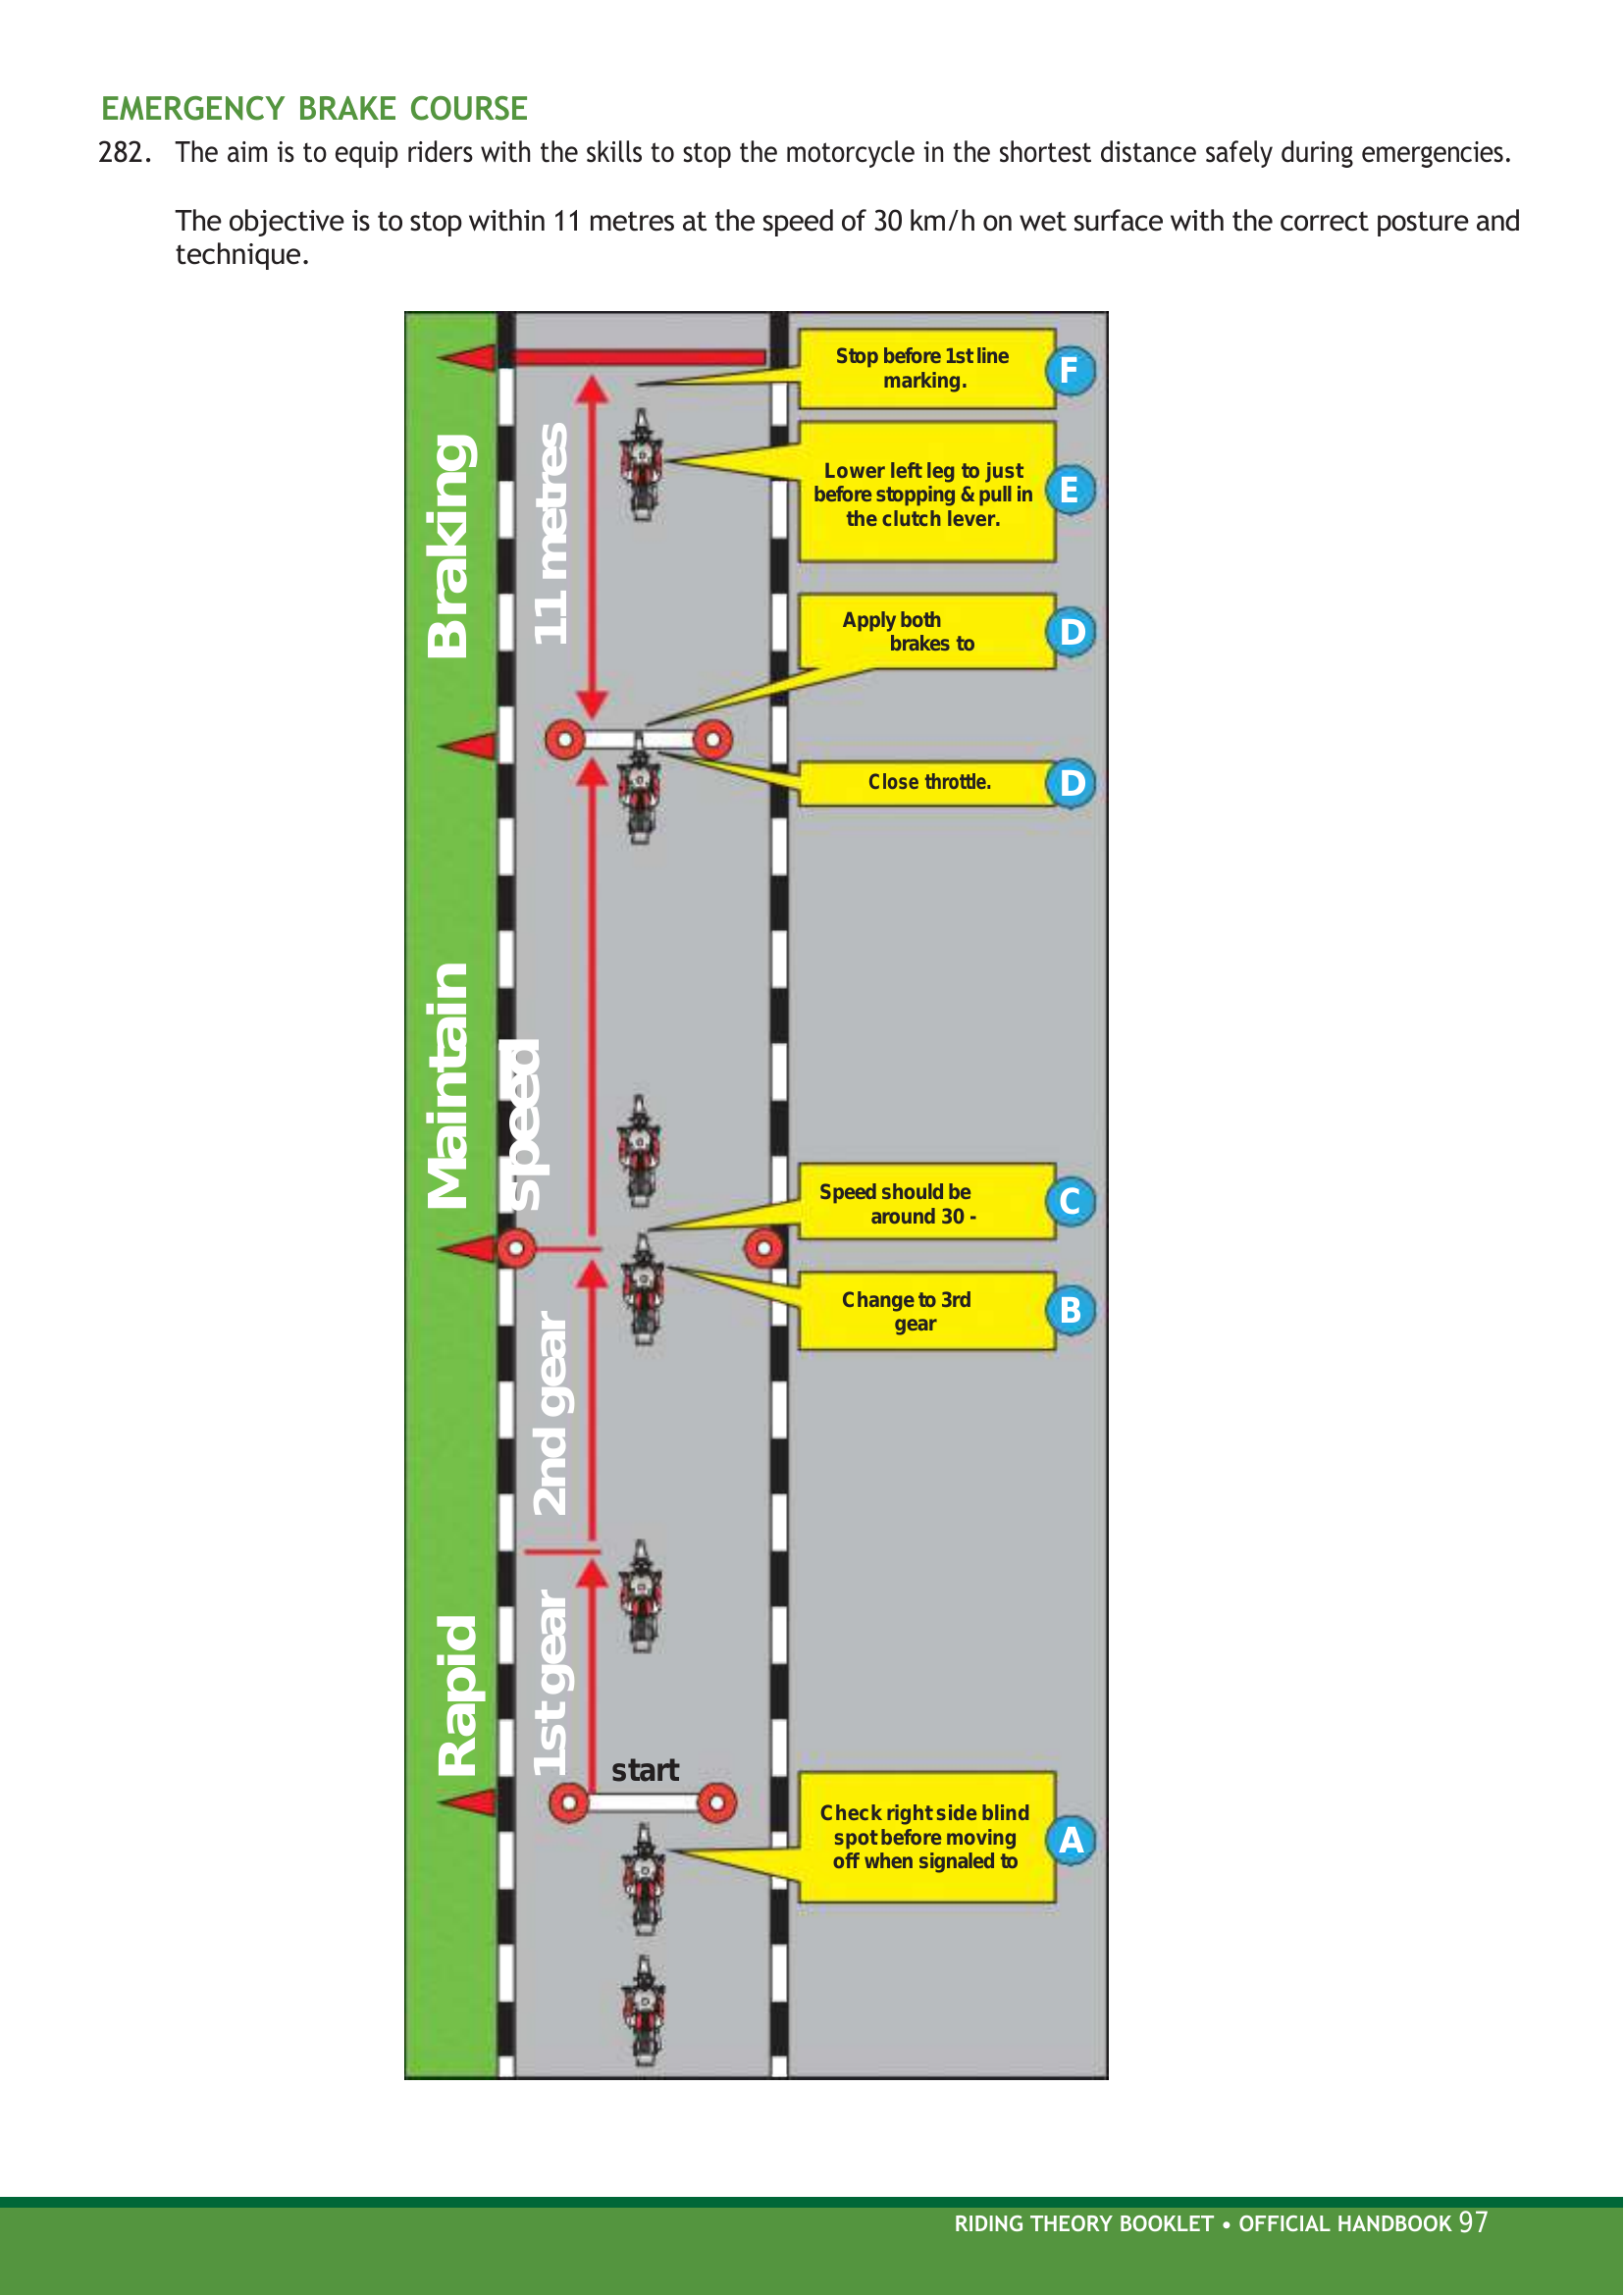 EMERGENCY BRAKE COURSE
282. The aim is to equip riders with the skills to stop the motorcycle in the shortest distance safely during emergencies.
The objective is to stop within 11 metres at the speed of 30 km/h on wet surface with the correct posture and
technique.
Stop before 1st line
marking.
F
Braking
11 metres
Lower left leg to just
before stopping & pull in
the clutch lever.
E
Apply both
brakes to
D
Close throttle.
D
Maintain
speed
Speed should be
around 30 -
C
Change to 3rd
gear
B
2nd gear
Rapid
1st gear
start
Check right side blind
spot before moving
off when signaled to
A
RIDING THEORY BOOKLET • OFFICIAL HANDBOOK 97